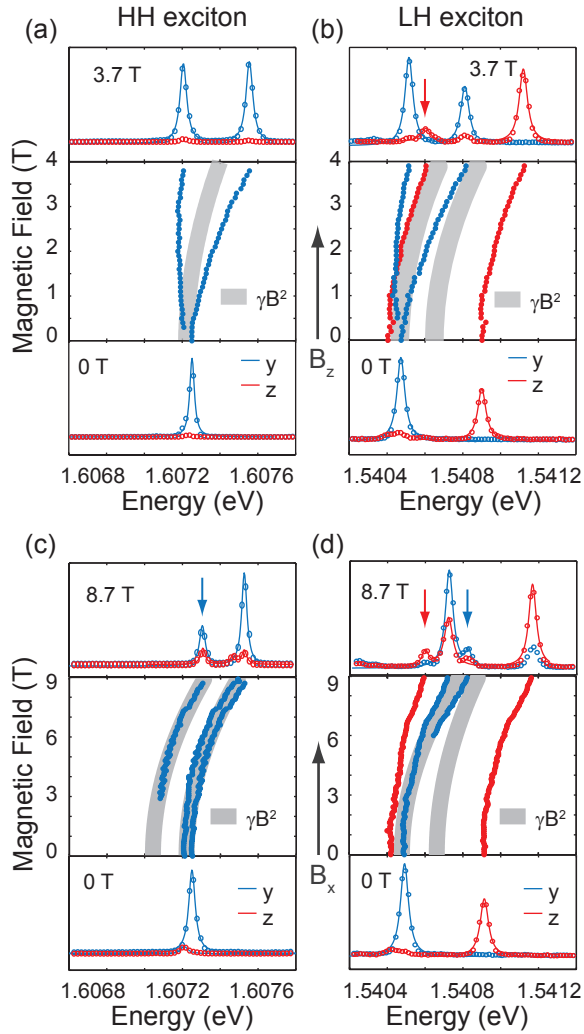 HH exciton
LH exciton
(a)
(b)
3.7 T
3.7 T
Magnetic Field (T)
4
3
2
1
0
γB²
4
3
2
1
0
γB²
B_z
0 T
y
z
0 T
y
z
1.6068 1.6072 1.6076
Energy (eV)
1.5404 1.5408 1.5412
Energy (eV)
(c)
(d)
8.7 T
8.7 T
Magnetic Field (T)
9
6
3
0
γB²
9
6
3
0
γB²
B_x
0 T
y
z
0 T
y
z
1.6068 1.6072 1.6076
Energy (eV)
1.5404 1.5408 1.5412
Energy (eV)